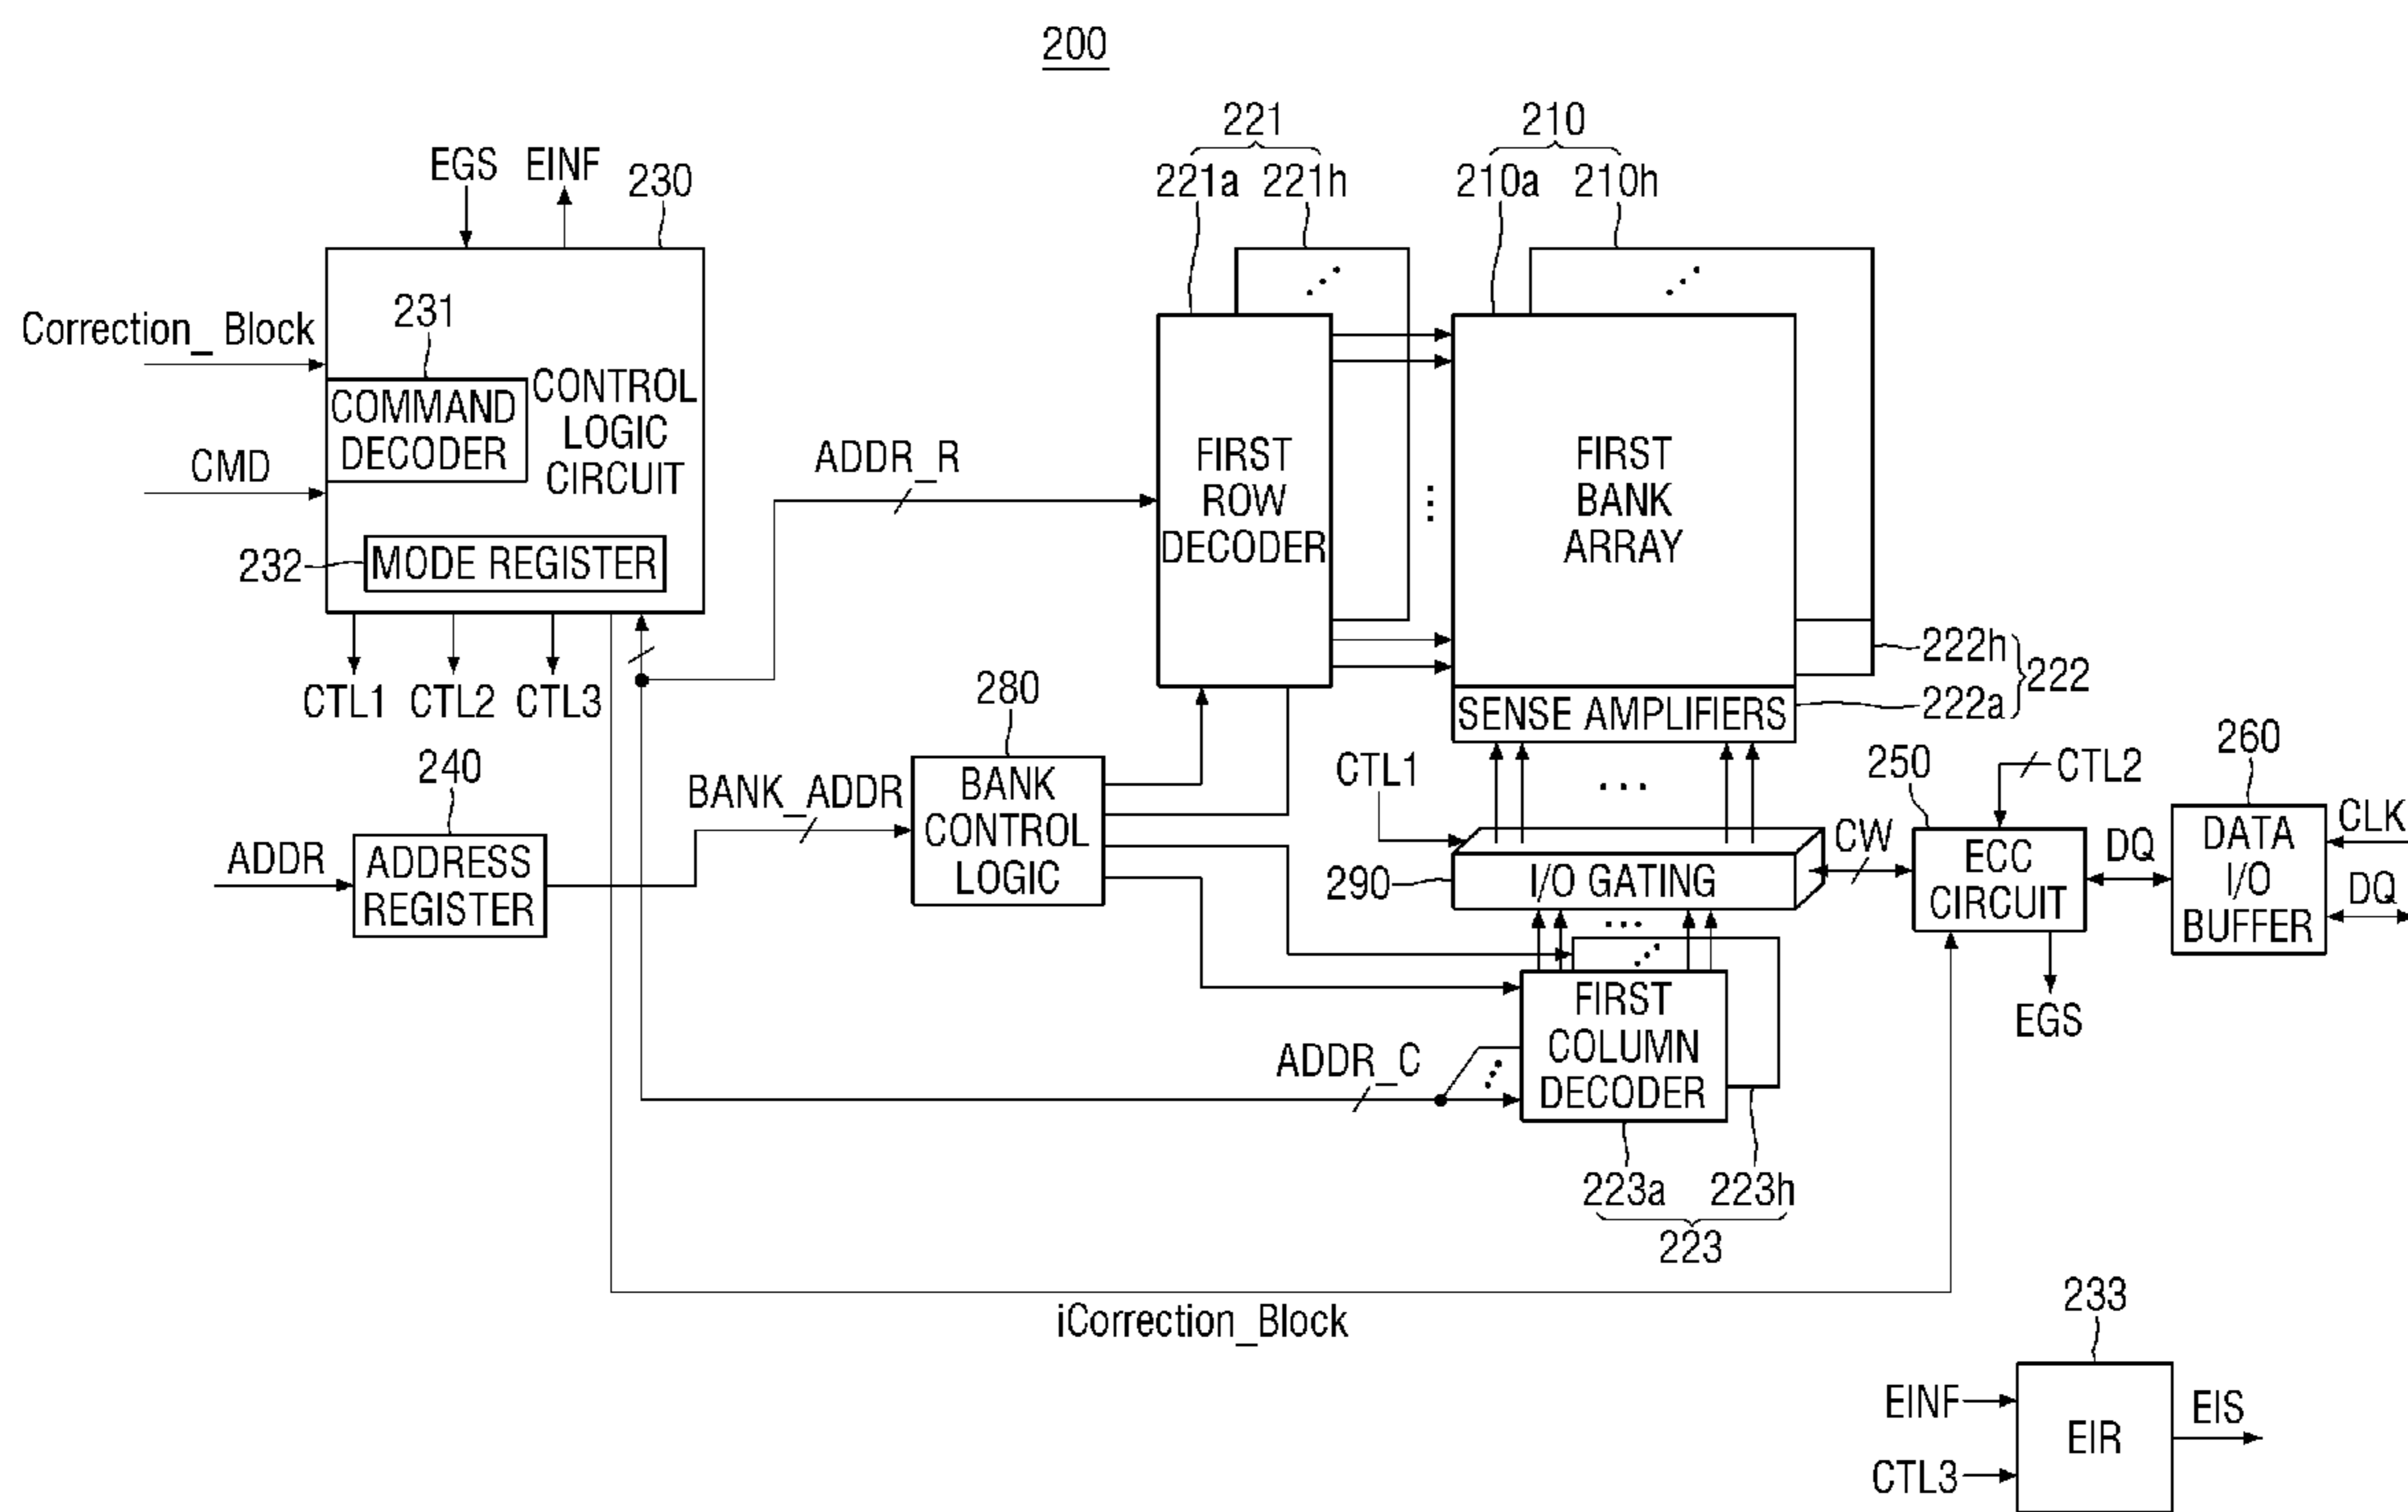 200
221
210
221a 221h
210a 210h
EGS EINF 230
Correction_ Block
231
COMMAND
DECODER
CONTROL
LOGIC
CIRCUIT
CMD
232
MODE REGISTER
CTL1 CTL2 CTL3
ADDR_R
FIRST
ROW
DECODER
FIRST
BANK
ARRAY
222h
222a
222
SENSE AMPLIFIERS
240
ADDR
ADDRESS
REGISTER
BANK_ADDR
280
BANK
CONTROL
LOGIC
CTL1
290
I/O GATING
CW
250
CTL2
ECC
CIRCUIT
EGS
DQ
260
DATA
I/O
BUFFER
CLK
DQ
ADDR_C
FIRST
COLUMN
DECODER
223a 223h
223
iCorrection_Block
233
EINF
CTL3
EIR
EIS